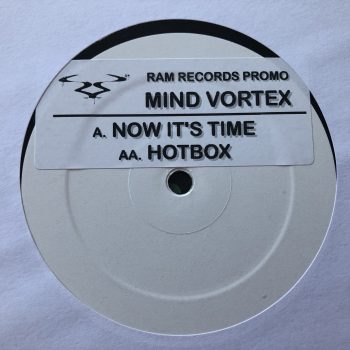 RAM RECORDS PROMO
MIND VORTEX
A. NOW IT'S TIME
AA. HOTBOX